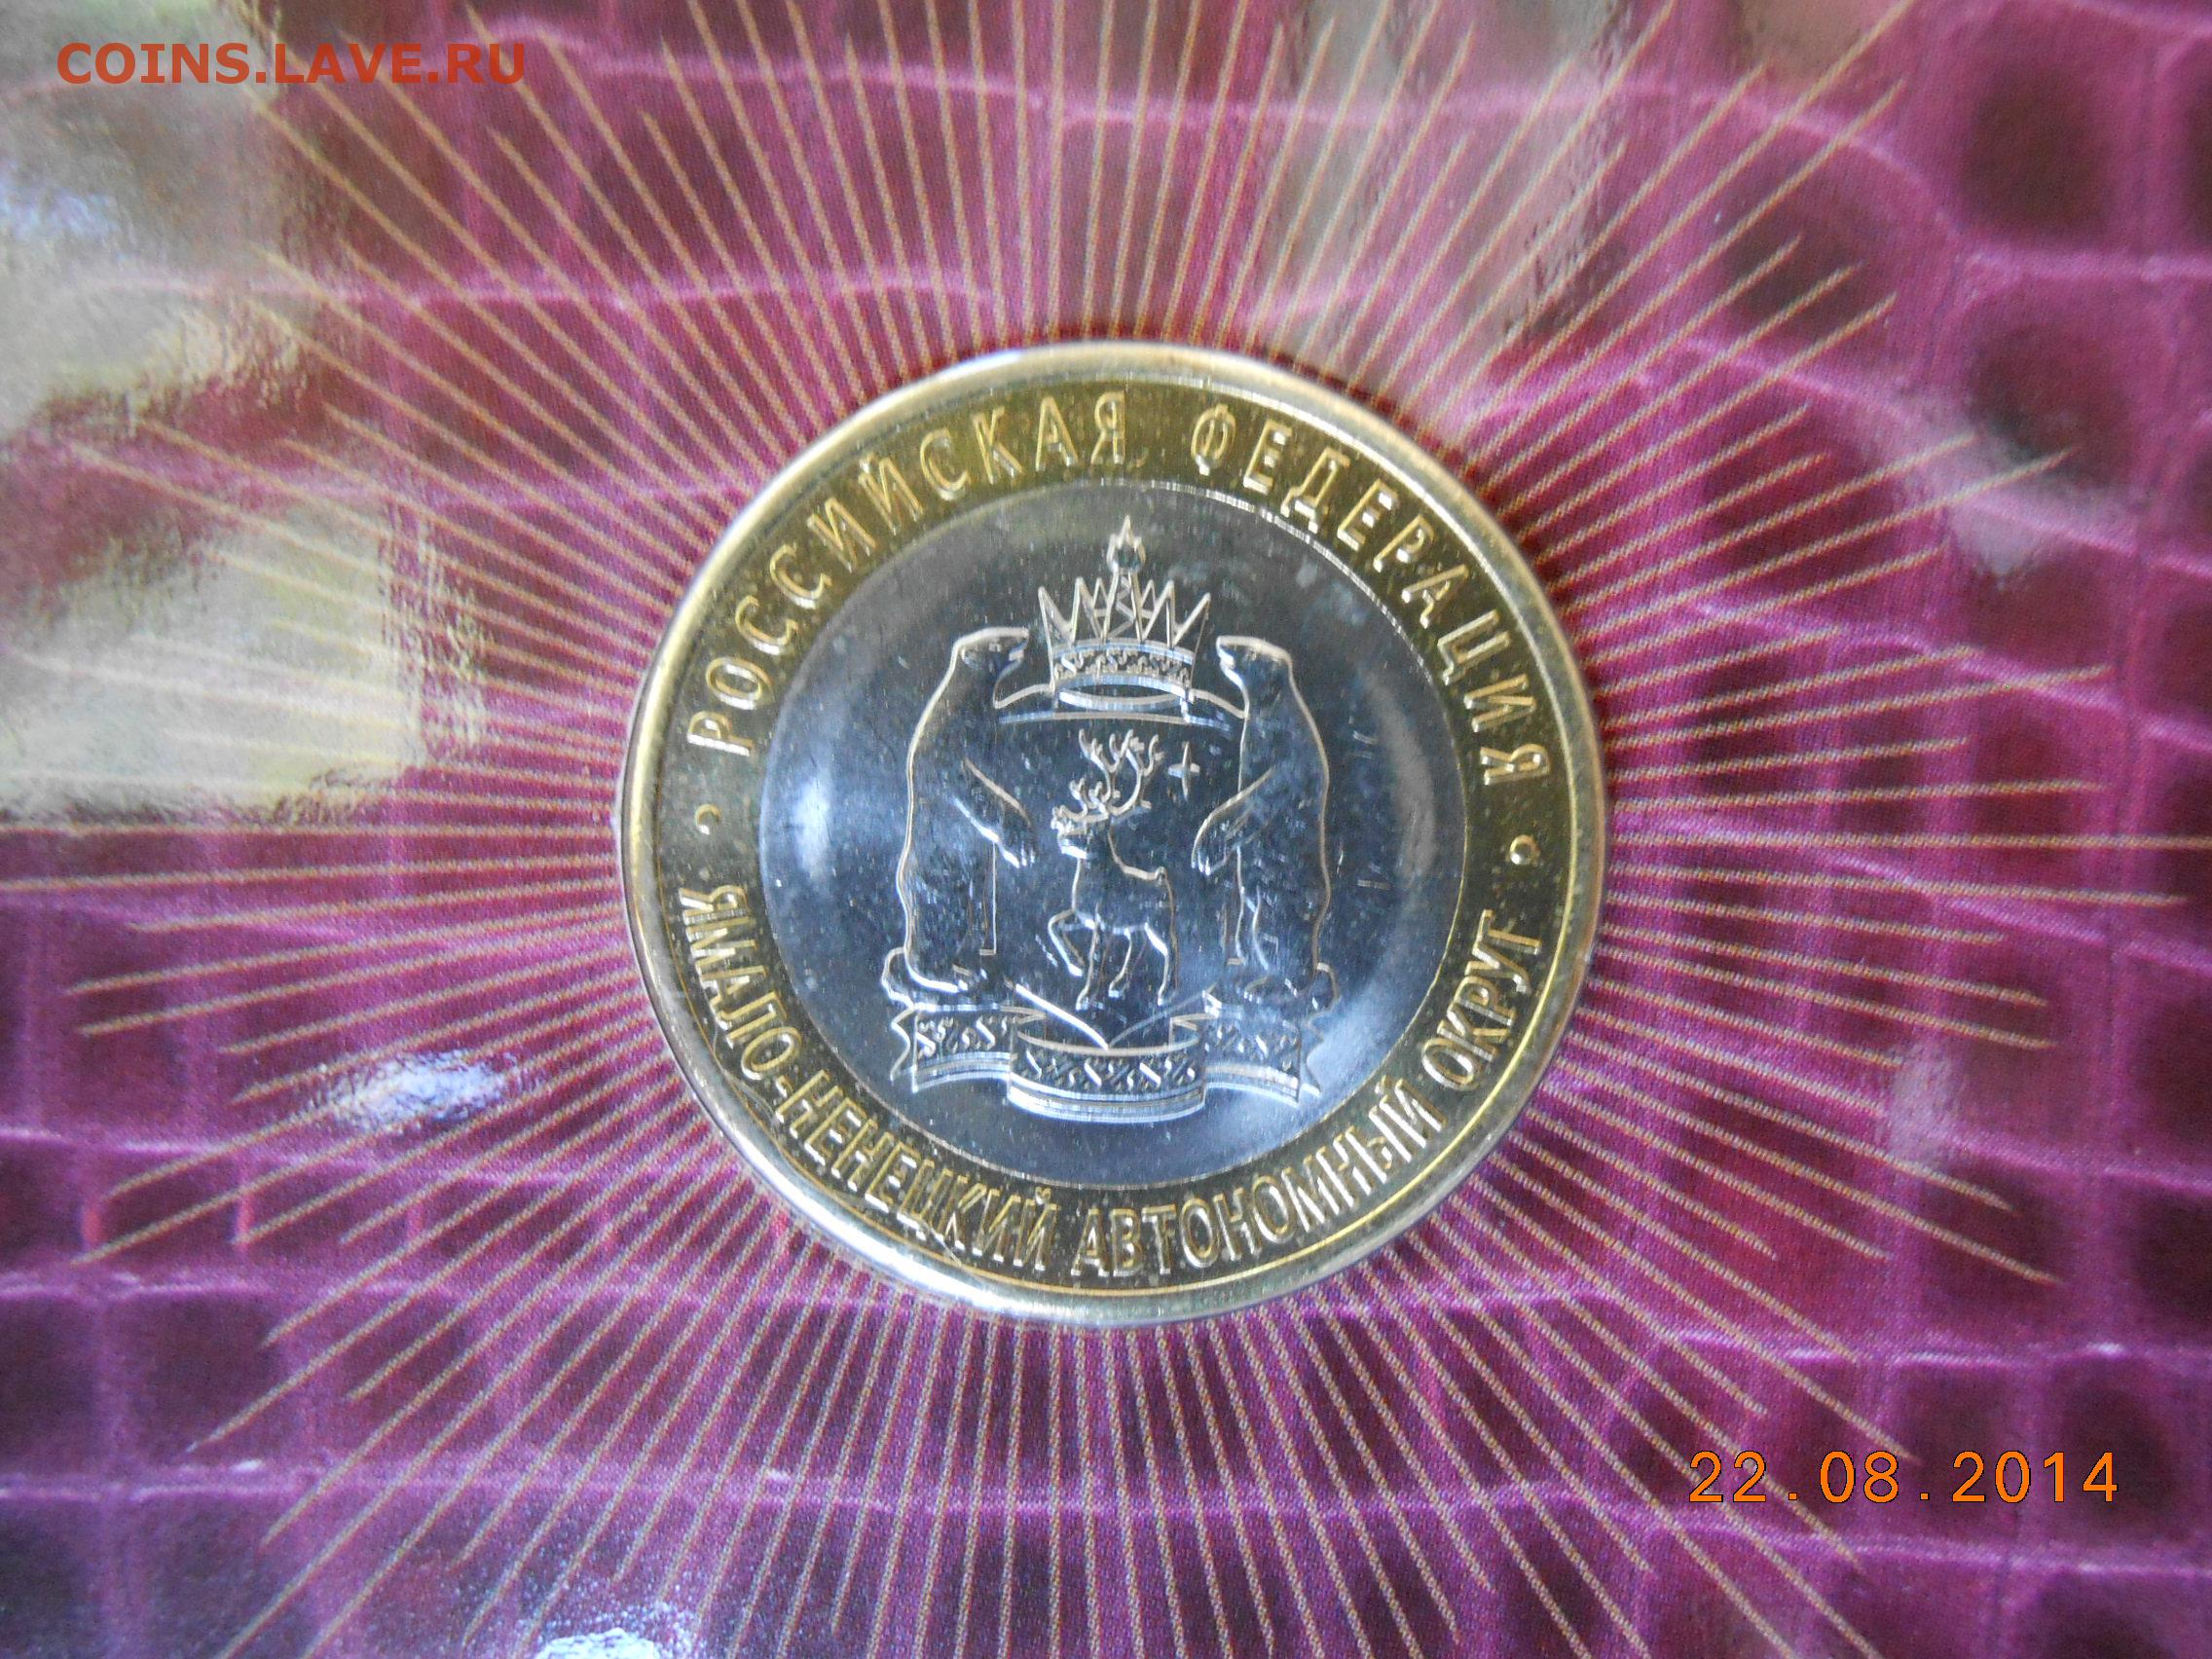 COINS.LAVE.RU
РОССИЙСКАЯ ФЕДЕРАЦИЯ
ЯМАЛО-НЕНЕЦКИЙ АВТОНОМНЫЙ ОКРУГ
22.08.2014